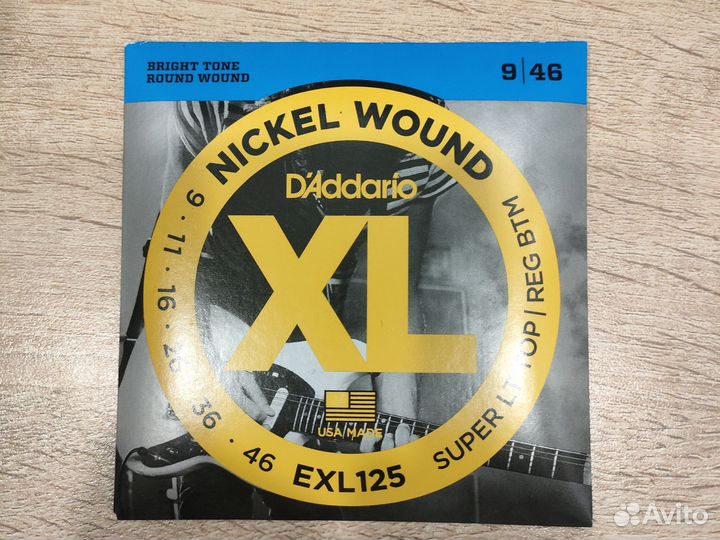 BRIGHT TONE
ROUND WOUND
9|46
NICKEL WOUND
D'Addario
XL
USA MADE
9 · 11 · 16 · 26 · 36 · 46
EXL125
SUPER LT TOP/REG BTM
Avito